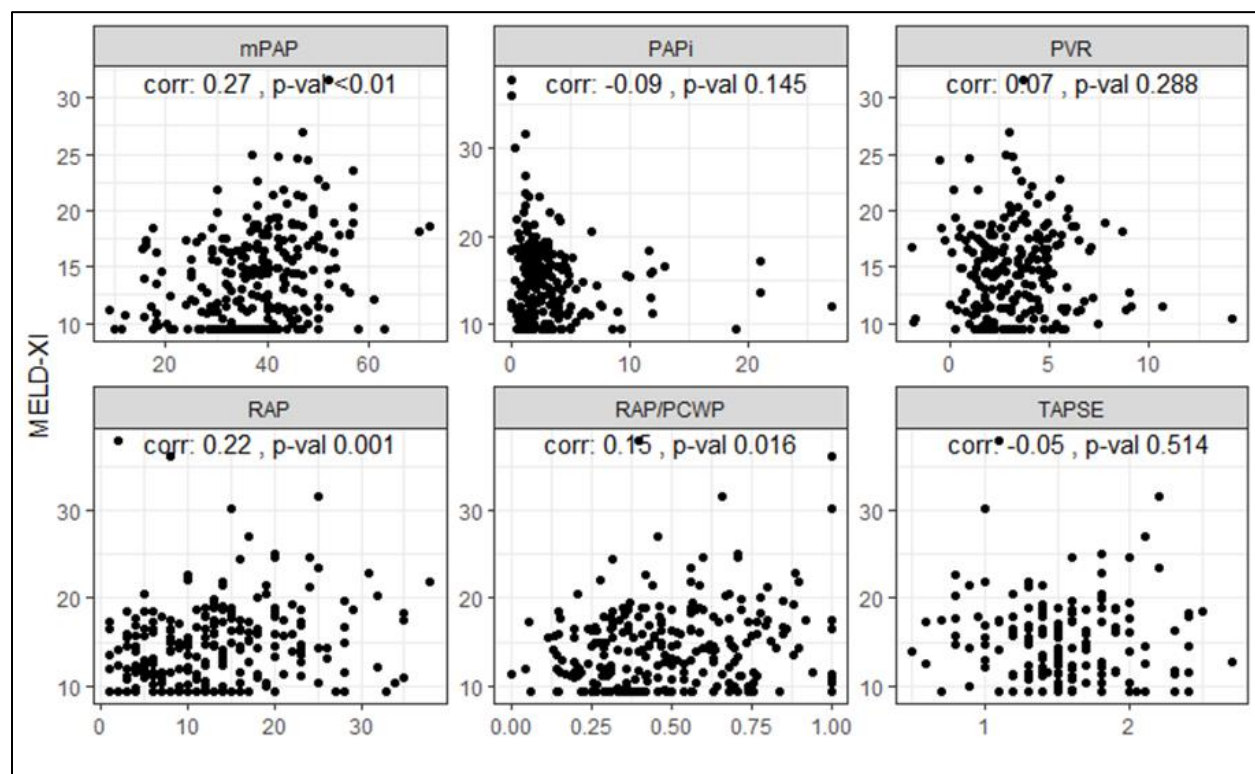 mPAP PAPi PVR
corr: 0.27 , p-val <0.01 corr: -0.09 , p-val 0.145 corr: 0.07 , p-val 0.288
30 30
25
20 20
15
10 10
30
25
20
15
10
20 40 60 0 10 20 0 5 10
MELD-XI
RAP RAP/PCWP TAPSE
corr: 0.22 , p-val 0.001 corr: 0.15 , p-val 0.016 corr: -0.05 , p-val 0.514
30 30 30
20 20 20
10 10 10
0 10 20 30 0.00 0.25 0.50 0.75 1.00 1 2